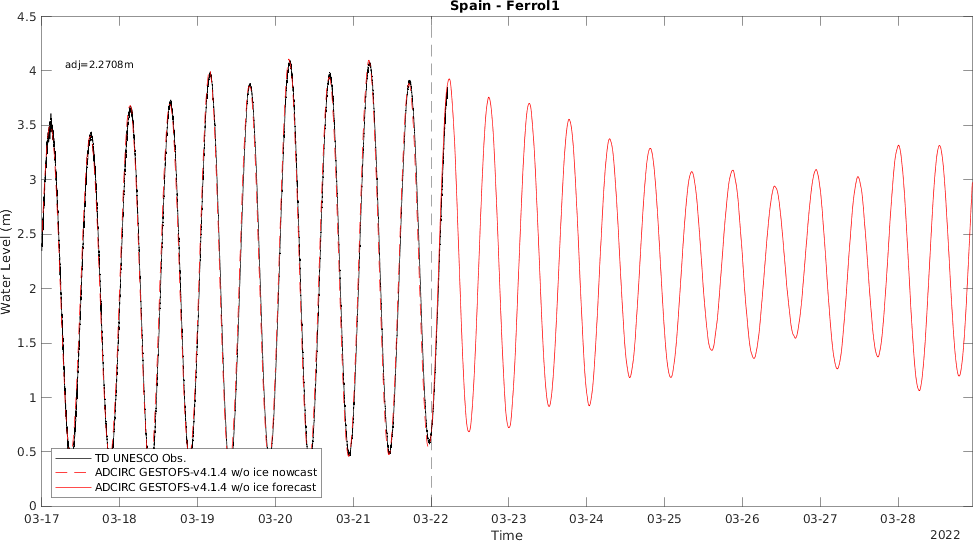 Spain - Ferrol1
4.5
4
3.5
3
2.5
2
1.5
1
0.5
0
Water Level (m)
adj=2.2708m
TD UNESCO Obs.
ADCIRC GESTOFS-v4.1.4 w/o ice nowcast
ADCIRC GESTOFS-v4.1.4 w/o ice forecast
03-17 03-18 03-19 03-20 03-21 03-22 03-23 03-24 03-25 03-26 03-27 03-28
Time
2022